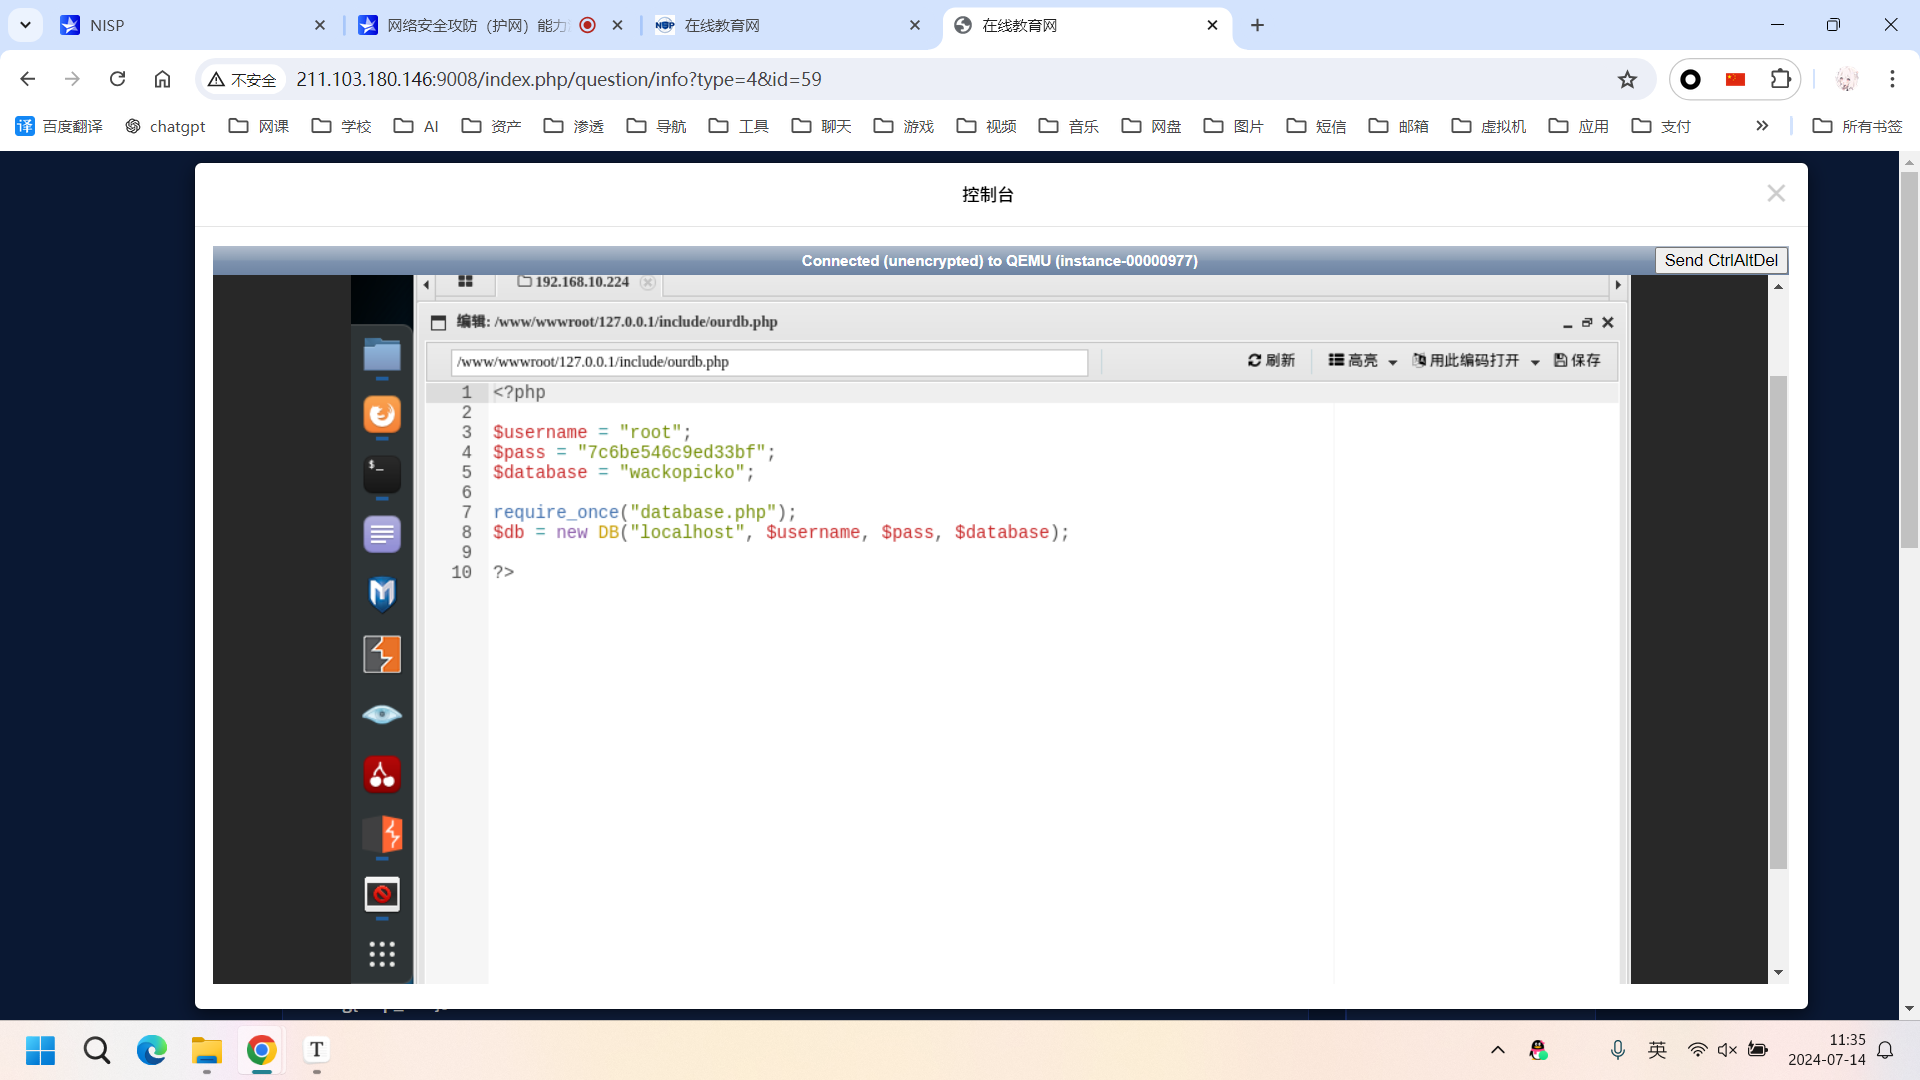 NISP
网络安全攻防（护网）能力
在线教育网
在线教育网
不安全
211.103.180.146:9008/index.php/question/info?type=4&id=59
译 百度翻译
chatgpt
网课
学校
AI
资产
渗透
导航
工具
聊天
游戏
视频
音乐
网盘
图片
短信
邮箱
虚拟机
应用
支付
所有书签
控制台
Connected (unencrypted) to QEMU (instance-00000977)
Send CtrlAltDel
192.168.10.224
编辑: /www/wwwroot/127.0.0.1/include/ourdb.php
/www/wwwroot/127.0.0.1/include/ourdb.php
刷新
高亮
用此编码打开
保存
1 <?php
2
3 $username = "root";
4 $pass = "7c6be546c9ed33bf";
5 $database = "wackopicko";
6
7 require_once("database.php");
8 $db = new DB("localhost", $username, $pass, $database);
9
10 ?>
英
11:35
2024-07-14